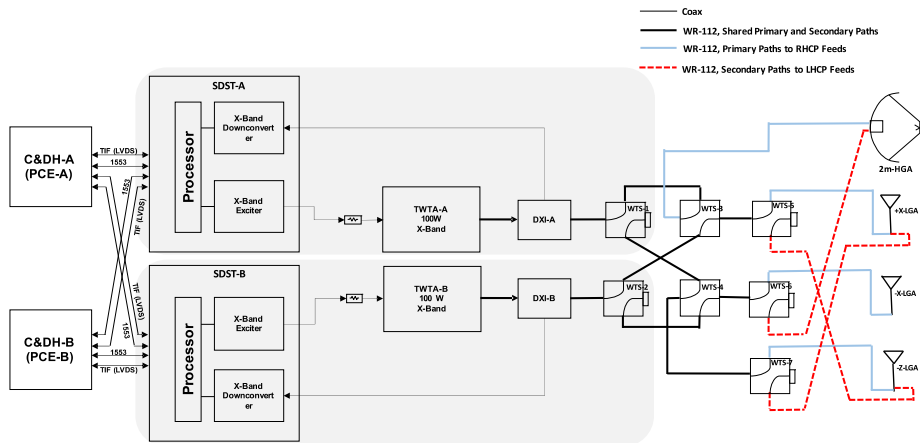 Coax
WR-112, Shared Primary and Secondary Paths
WR-112, Primary Paths to RHCP Feeds
WR-112, Secondary Paths to LHCP Feeds
SDST-A
Processor
X-Band
Downconvert
er
X-Band
Exciter
C&DH-A
(PCE-A)
TIF (LVDS)
1553
1553
TIF (LVDS)
TWTA-A
100W
X-Band
DXI-A
WTS-1
WTS-3
WTS-5
2m-HGA
+X-LGA
SDST-B
Processor
X-Band
Exciter
X-Band
Downconvert
er
C&DH-B
(PCE-B)
TIF (LVDS)
1553
1553
TIF (LVDS)
TWTA-B
100 W
X-Band
DXI-B
WTS-2
WTS-4
WTS-6
-X-LGA
WTS-7
-Z-LGA